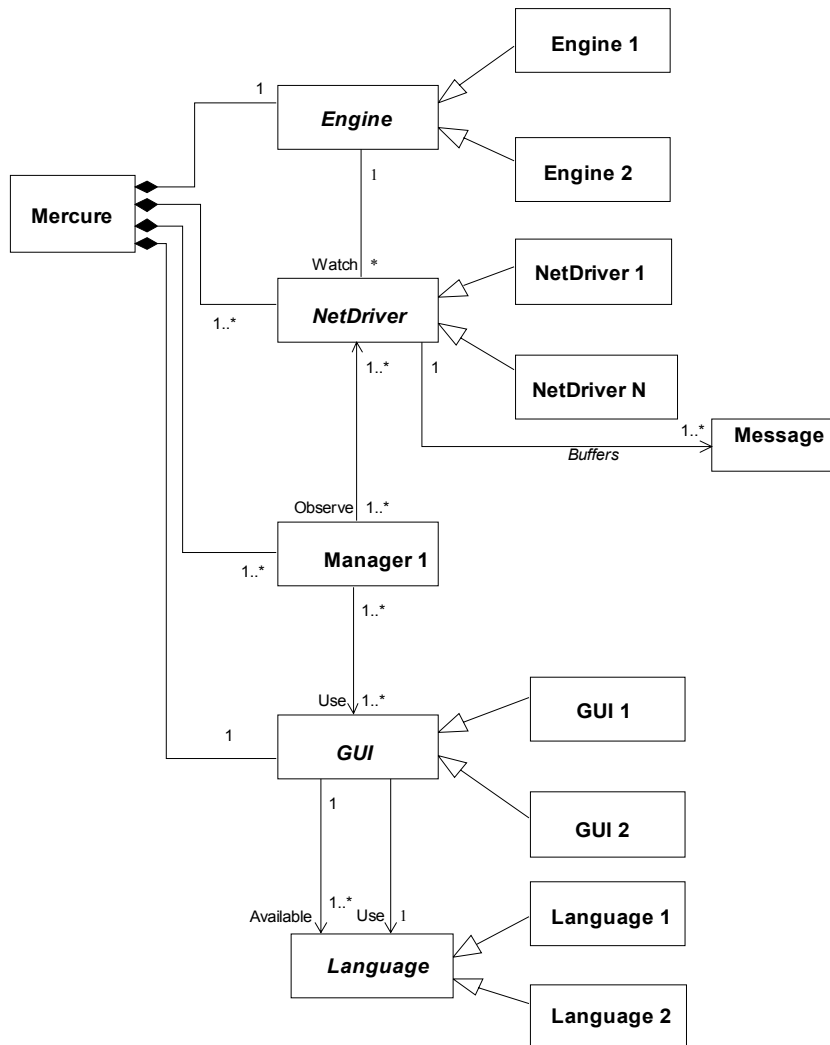 Engine 1
1
Engine
Engine 2
Mercure
1
Watch *
NetDriver 1
NetDriver
1..*
1..* 1
NetDriver N
1..* Message
Buffers
Observe 1..*
Manager 1
1..*
1..*
Use 1..*
GUI 1
1
GUI
1
GUI 2
1..*
Available Use 1
Language 1
Language
Language 2